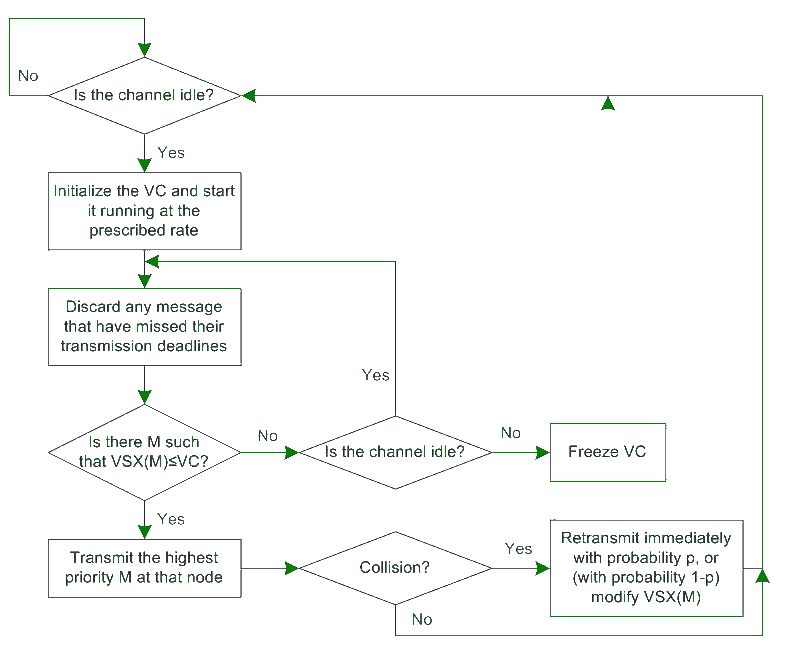 No
Is the channel idle?
Yes
Initialize the VC and start
it running at the
prescribed rate
Discard any message
that have missed their
transmission deadlines
Yes
Is there M such
that VSX(M)≤VC?
No
Is the channel idle?
No
Freeze VC
Yes
Transmit the highest
priority M at that node
Collision?
Yes
Retransmit immediately
with probability p, or
(with probability 1-p)
modify VSX(M)
No